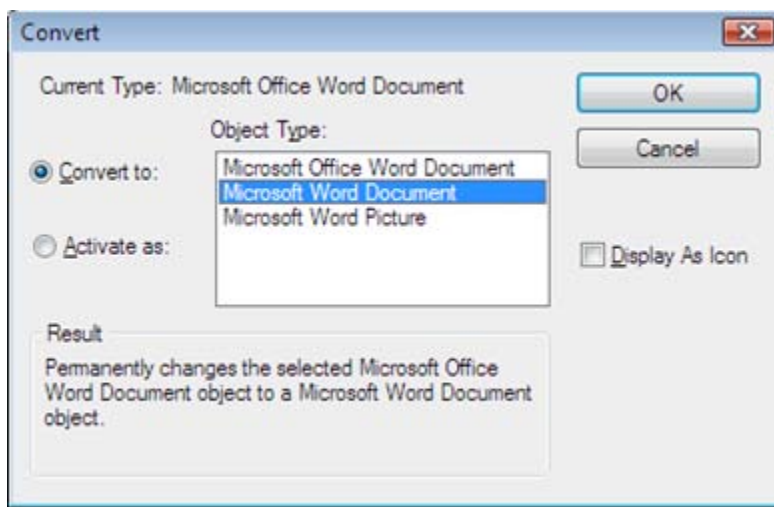 Convert
Current Type: Microsoft Office Word Document
OK
Object Type:
Cancel
Convert to:
Microsoft Office Word Document
Microsoft Word Document
Microsoft Word Picture
Activate as:
Display As Icon
Result
Permanently changes the selected Microsoft Office
Word Document object to a Microsoft Word Document
object.